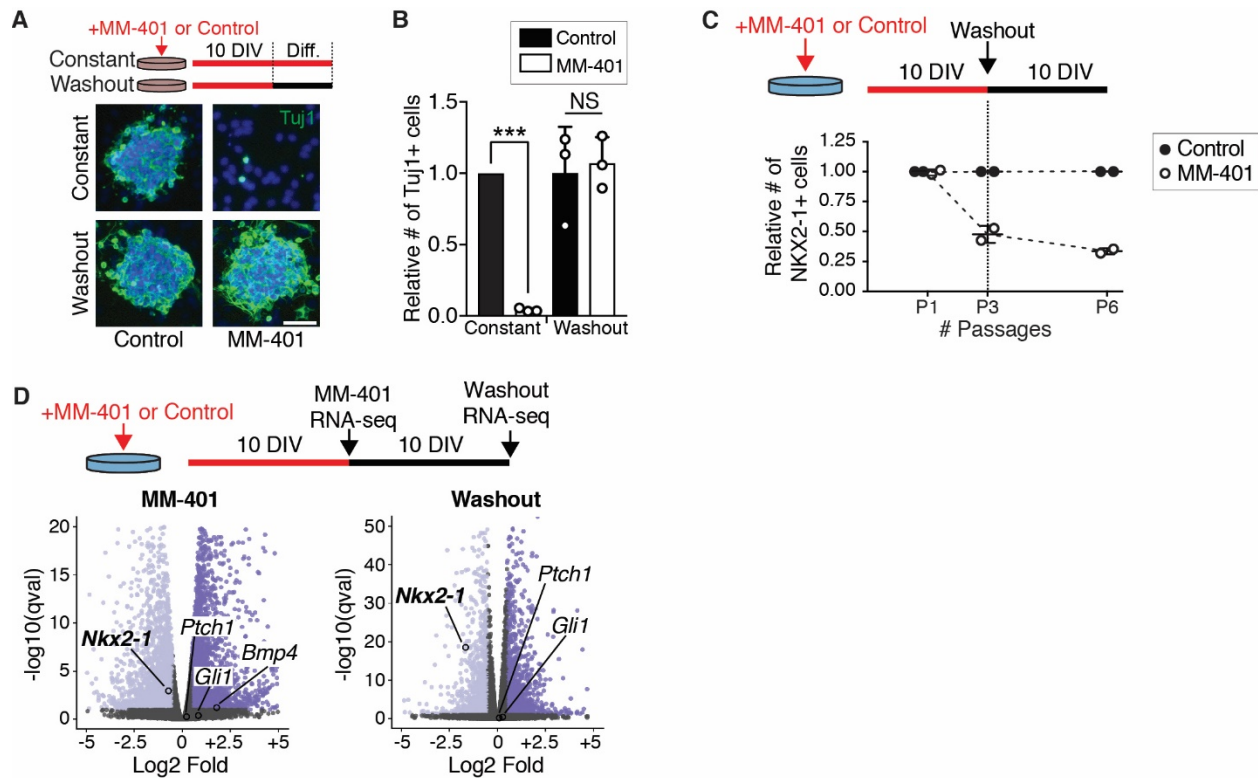 A
+MM-401 or Control
10 DIV Diff.
Constant
Washout
Tuj1
Constant
Washout
Control MM-401
B
Control
MM-401
Relative # of Tuj1+ cells
1.5
1.0
0.5
0.0
***
NS
Constant Washout
C
+MM-401 or Control
Washout
10 DIV 10 DIV
Control
MM-401
Relative # of
NKX2-1+ cells
1.25
1.00
0.75
0.50
0.25
0.00
P1 P3 P6
# Passages
D
+MM-401 or Control
MM-401
RNA-seq
Washout
RNA-seq
10 DIV 10 DIV
MM-401
-log10(qval)
20
15
10
5
0
Nkx2-1
Ptch1
Bmp4
Gli1
-5 -2.5 0 +2.5 +5
Log2 Fold
Washout
-log10(qval)
50
40
30
20
10
0
Nkx2-1
Ptch1
Gli1
-5 -2.5 0 +2.5 +5
Log2 Fold